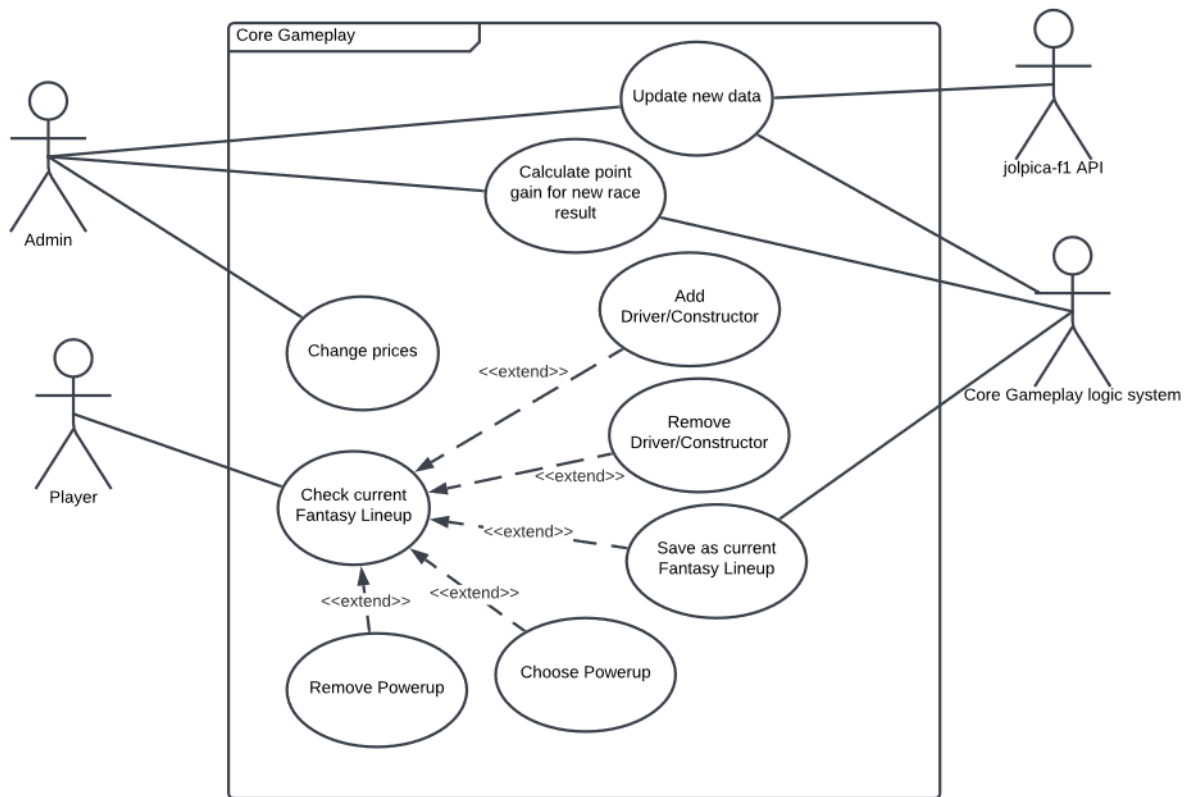 Core Gameplay
Update new data
jolpica-f1 API
Calculate point
gain for new race
result
Admin
Add
Driver/Constructor
Change prices
<<extend>>
Core Gameplay logic system
Remove
Driver/Constructor
<<extend>>
Player
Check current
Fantasy Lineup
<<extend>>
Save as current
Fantasy Lineup
<<extend>>
<<extend>>
Remove Powerup
Choose Powerup